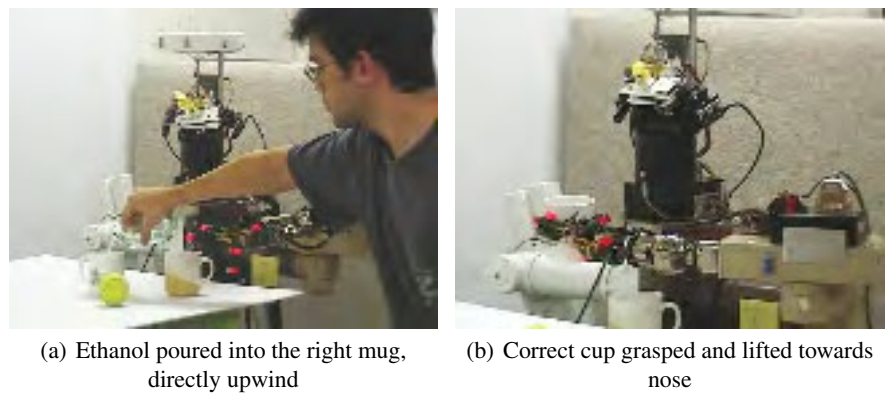 (a) Ethanol poured into the right mug,
directly upwind
(b) Correct cup grasped and lifted towards
nose